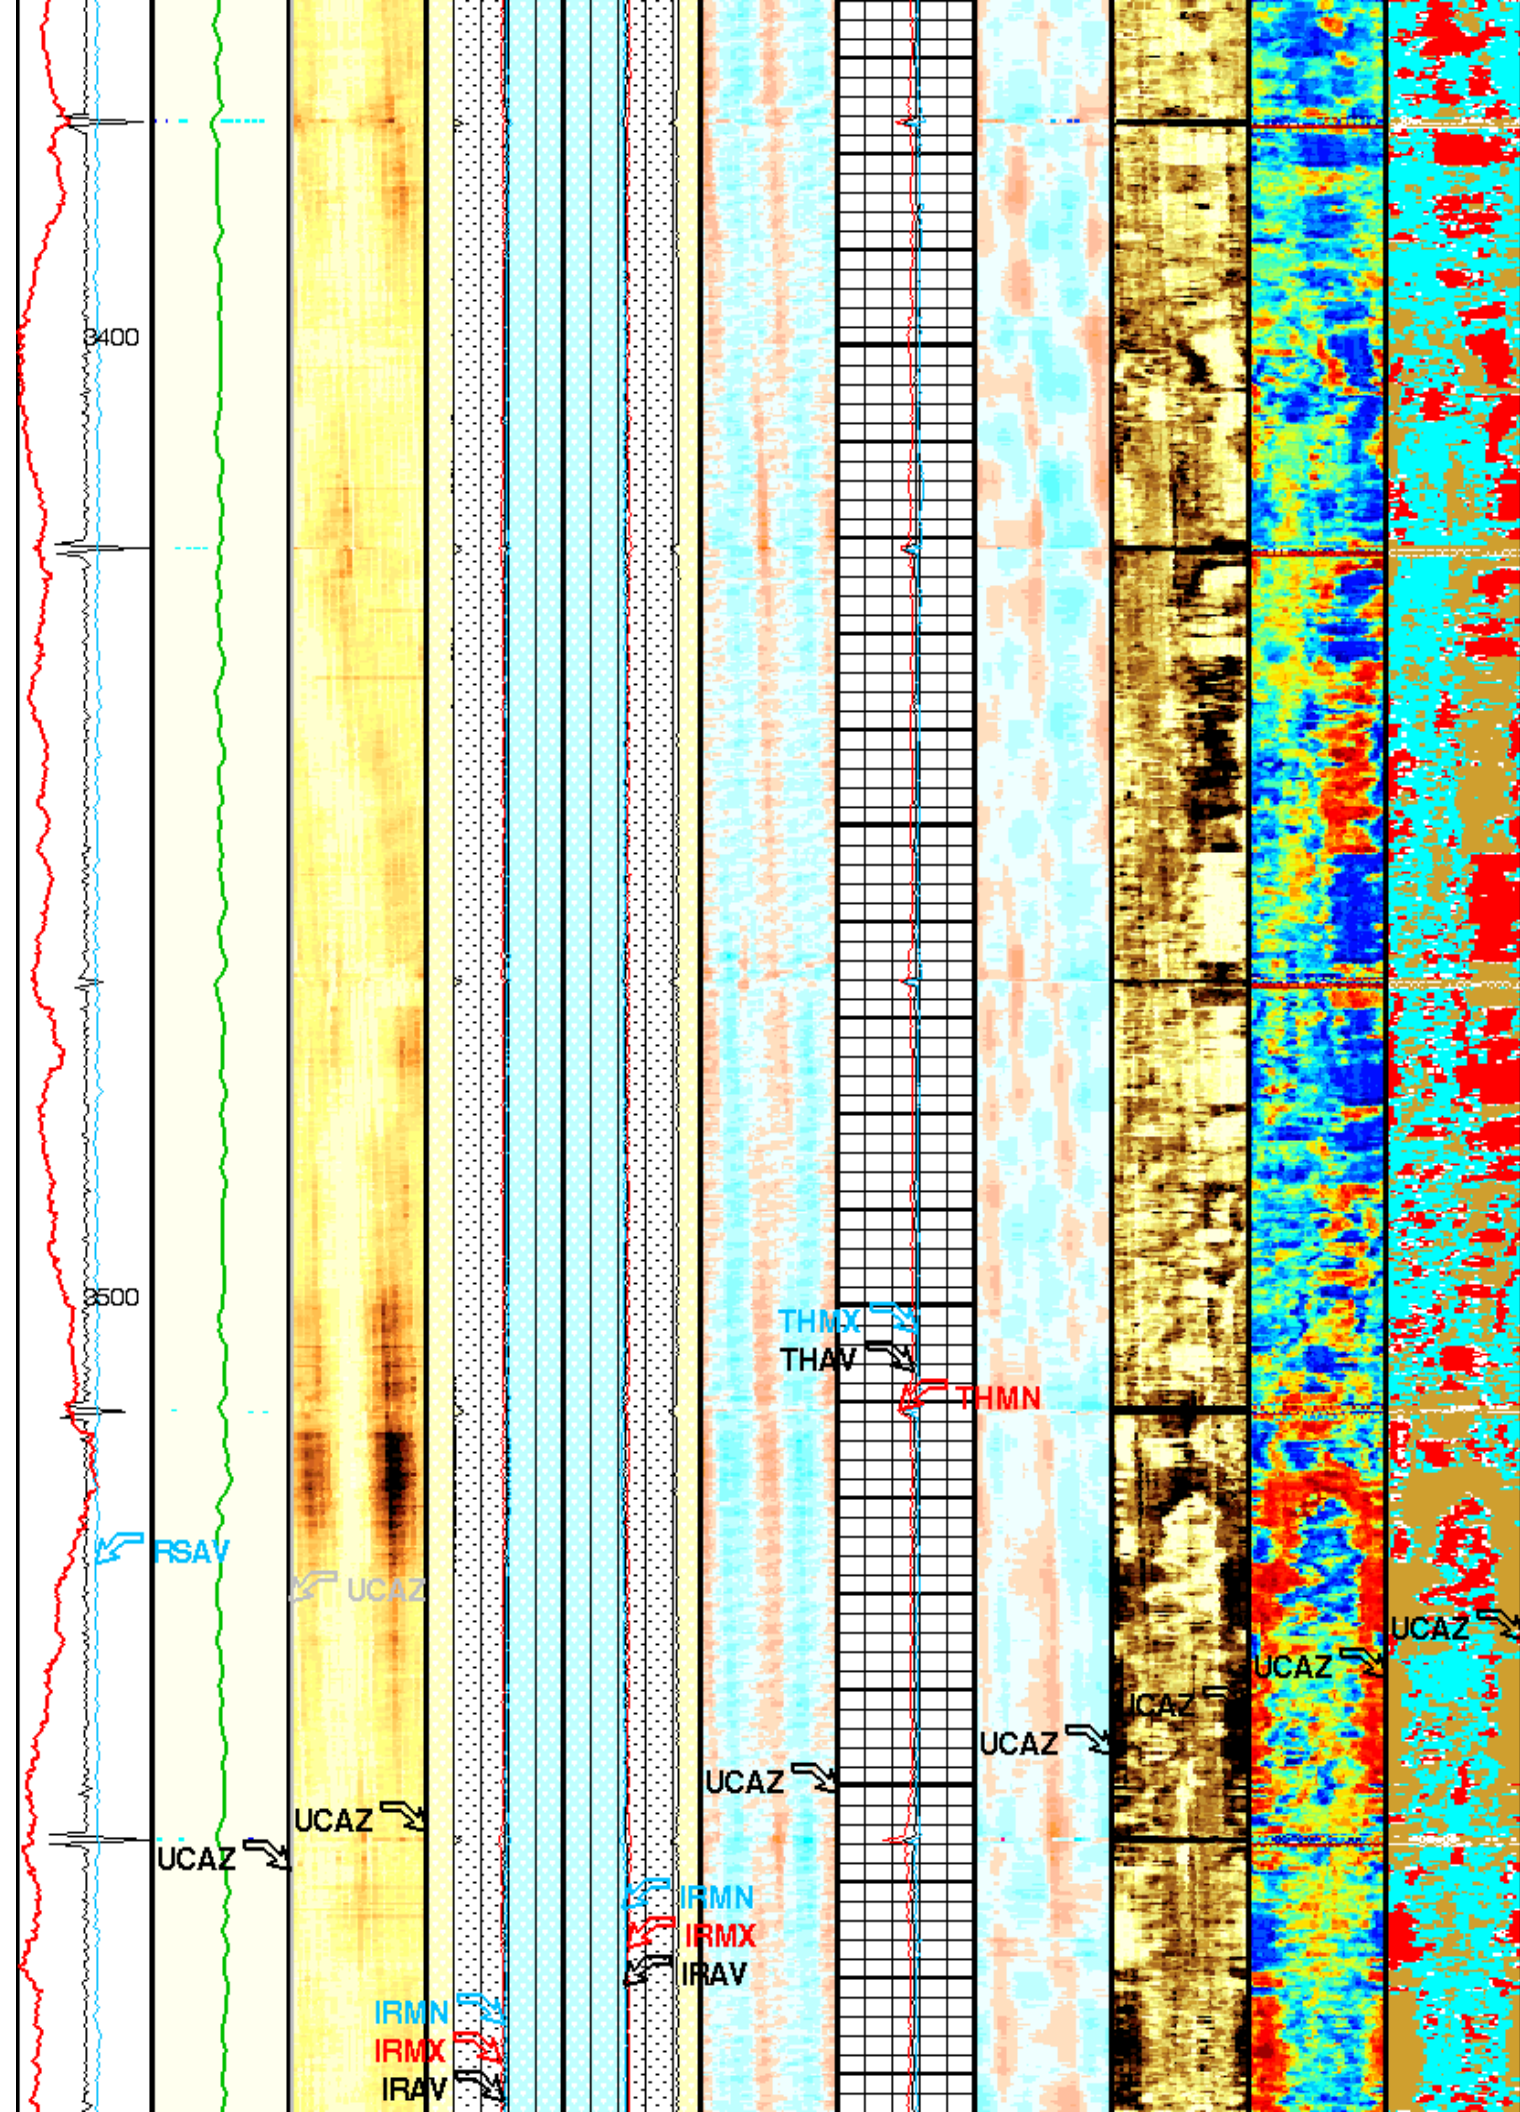 3400
3500
THMX
THAV
THMN
RSAV
UCAZ
UCAZ
UCAZ
UCAZ
UCAZ
UCAZ
UCAZ
UCAZ
IRMN
IRMX
IRAV
IRMN
IRMX
IRAV